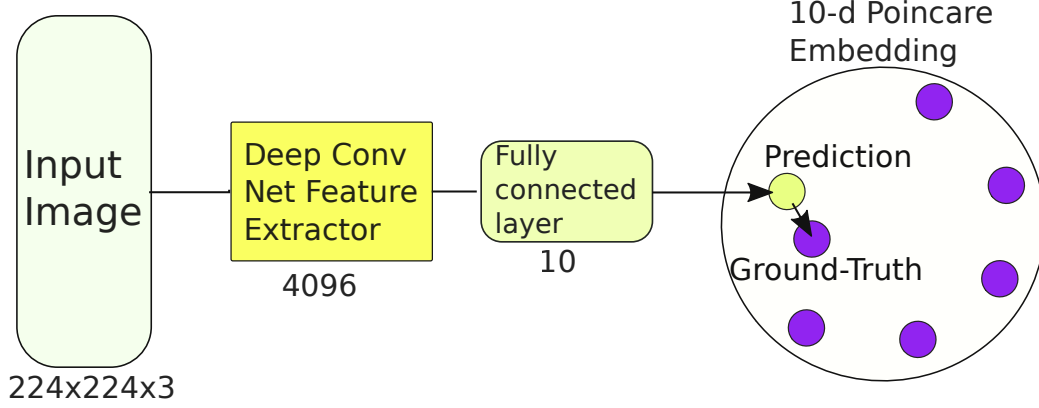 Input
Image
224x224x3
Deep Conv
Net Feature
Extractor
4096
Fully
connected
layer
10
10-d Poincare
Embedding
Prediction
Ground-Truth